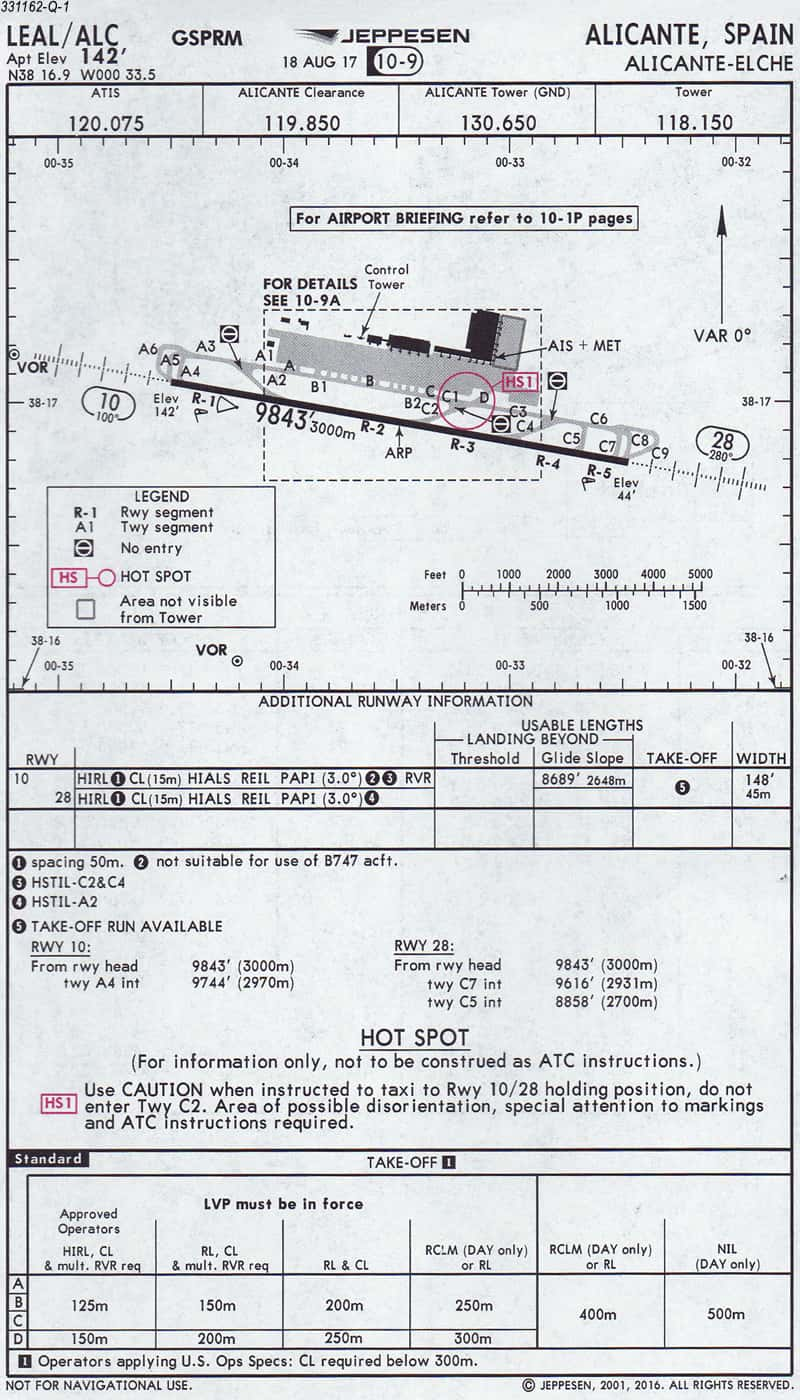 331162-Q-1
LEAL/ALC GSPRM JEPPESEN ALICANTE, SPAIN
Apt Elev 142' 18 AUG 17 10-9 ALICANTE-ELCHE
N38 16.9 W000 33.5
ATIS ALICANTE Clearance ALICANTE Tower (GND) Tower
120.075 119.850 130.650 118.150
00-35 00-34 00-33 00-32
For AIRPORT BRIEFING refer to 10-1P pages
FOR DETAILS
SEE 10-9A
Control
Tower
VAR 0°
AIS + MET
A6 A5 A4 A3 A1 A A2 B1 B
VOR
HS1
B2 C C2 C1 D C3 C4 C6 C5 C7 C8 C9
38-17 38-17
10
100°
28
280°
Elev
142'
R-1 9843' 3000m R-2 R-3 R-4 R-5
ARP
Elev
44'
LEGEND
R-1 Rwy segment
A1 Twy segment
No entry
HS HOT SPOT
Area not visible
from Tower
Feet 0 1000 2000 3000 4000 5000
Meters 0 500 1000 1500
38-16 38-16
VOR
00-35 00-34 00-33 00-32
ADDITIONAL RUNWAY INFORMATION
USABLE LENGTHS
LANDING BEYOND
RWY Threshold Glide Slope TAKE-OFF WIDTH
10 HIRL 1 CL(15m) HIALS REIL PAPI (3.0°) 2 3 RVR 8689' 2648m 5 148'
28 HIRL 1 CL(15m) HIALS REIL PAPI (3.0°) 4 45m
1 spacing 50m. 2 not suitable for use of B747 acft.
3 HSTIL-C2&C4
4 HSTIL-A2
5 TAKE-OFF RUN AVAILABLE
RWY 10: RWY 28:
From rwy head 9843' (3000m) From rwy head 9843' (3000m)
twy A4 int 9744' (2970m) twy C7 int 9616' (2931m)
twy C5 int 8858' (2700m)
HOT SPOT
(For information only, not to be construed as ATC instructions.)
HS1 Use CAUTION when instructed to taxi to Rwy 10/28 holding position, do not
enter Twy C2. Area of possible disorientation, special attention to markings
and ATC instructions required.
Standard TAKE-OFF 1
LVP must be in force
Approved
Operators
HIRL, CL
& mult. RVR req
RL, CL
& mult. RVR req
RL & CL
RCLM (DAY only)
or RL
RCLM (DAY only)
or RL
NIL
(DAY only)
A
B 125m 150m 200m 250m 400m 500m
C
D 150m 200m 250m 300m
1 Operators applying U.S. Ops Specs: CL required below 300m.
NOT FOR NAVIGATIONAL USE. © JEPPESEN, 2001, 2016. ALL RIGHTS RESERVED.